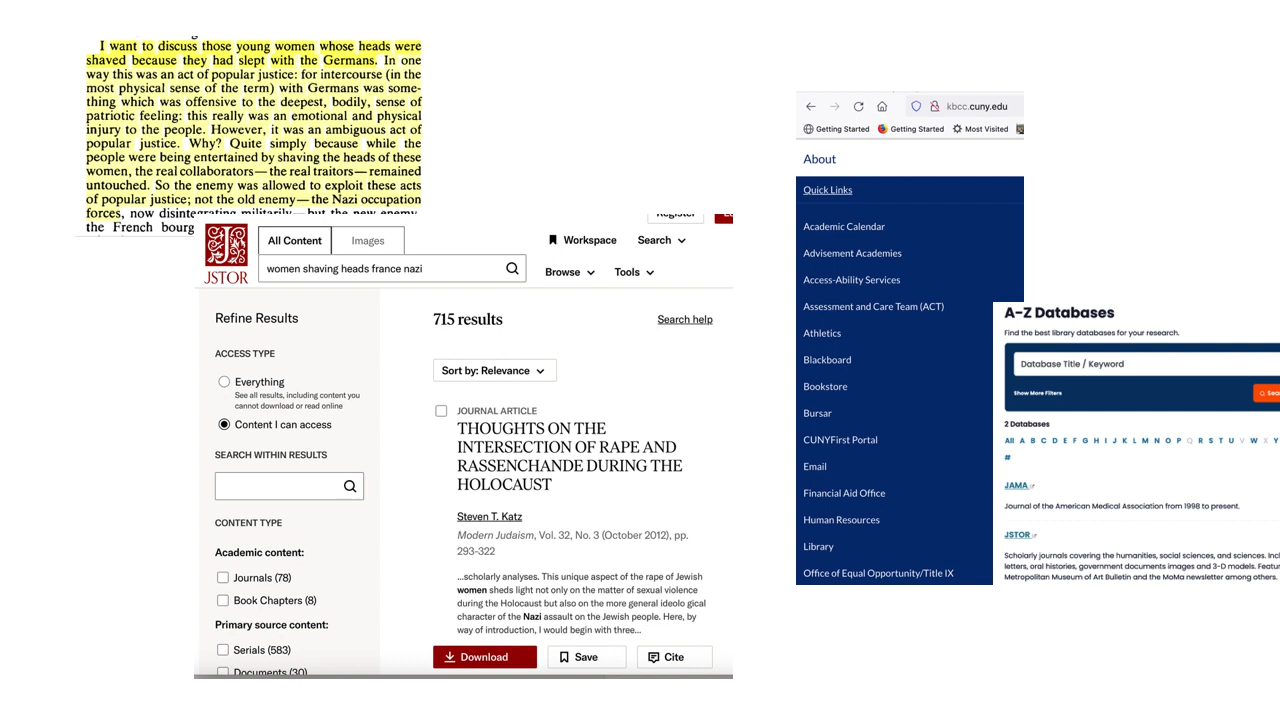 I want to discuss those young women whose heads were
shaved because they had slept with the Germans. In one
way this was an act of popular justice: for intercourse (in the
most physical sense of the term) with Germans was some-
thing which was offensive to the deepest, bodily, sense of
patriotic feeling: this really was an emotional and physical
injury to the people. However, it was an ambiguous act of
popular justice. Why? Quite simply because while the
people were being entertained by shaving the heads of these
women, the real collaborators—the real traitors—remained
untouched. So the enemy was allowed to exploit these acts
of popular justice; not the old enemy—the Nazi occupation
forces, now disintegrating militarily—but the new enemy,
the French bourg
Register
JSTOR
All Content
Images
women shaving heads france nazi
Workspace
Search
Browse
Tools
Refine Results
ACCESS TYPE
Everything
See all results, including content you
cannot download or read online
Content I can access
SEARCH WITHIN RESULTS
CONTENT TYPE
Academic content:
Journals (78)
Book Chapters (8)
Primary source content:
Serials (583)
Documents (30)
715 results
Search help
Sort by: Relevance
JOURNAL ARTICLE
THOUGHTS ON THE
INTERSECTION OF RAPE AND
RASSENCHANDE DURING THE
HOLOCAUST
Steven T. Katz
Modern Judaism, Vol. 32, No. 3 (October 2012), pp.
293-322
...scholarly analyses. This unique aspect of the rape of Jewish
women sheds light not only on the matter of sexual violence
during the Holocaust but also on the more general ideolo gical
character of the Nazi assault on the Jewish people. Here, by
way of introduction, I would begin with three...
Download
Save
Cite
kbcc.cuny.edu
Getting Started
Getting Started
Most Visited
About
Quick Links
Academic Calendar
Advisement Academies
Access-Ability Services
Assessment and Care Team (ACT)
Athletics
Blackboard
Bookstore
Bursar
CUNYFirst Portal
Email
Financial Aid Office
Human Resources
Library
Office of Equal Opportunity/Title IX
A-Z Databases
Find the best library databases for your research.
Database Title / Keyword
Show More Filters
Sear
2 Databases
All A B C D E F G H I J K L M N O P Q R S T U V W X Y
#
JAMA
Journal of the American Medical Association from 1998 to present.
JSTOR
Scholarly journals covering the humanities, social sciences, and sciences. Incl
letters, oral histories, government documents images and 3-D models. Featur
Metropolitan Museum of Art Bulletin and the MoMa newsletter among others.